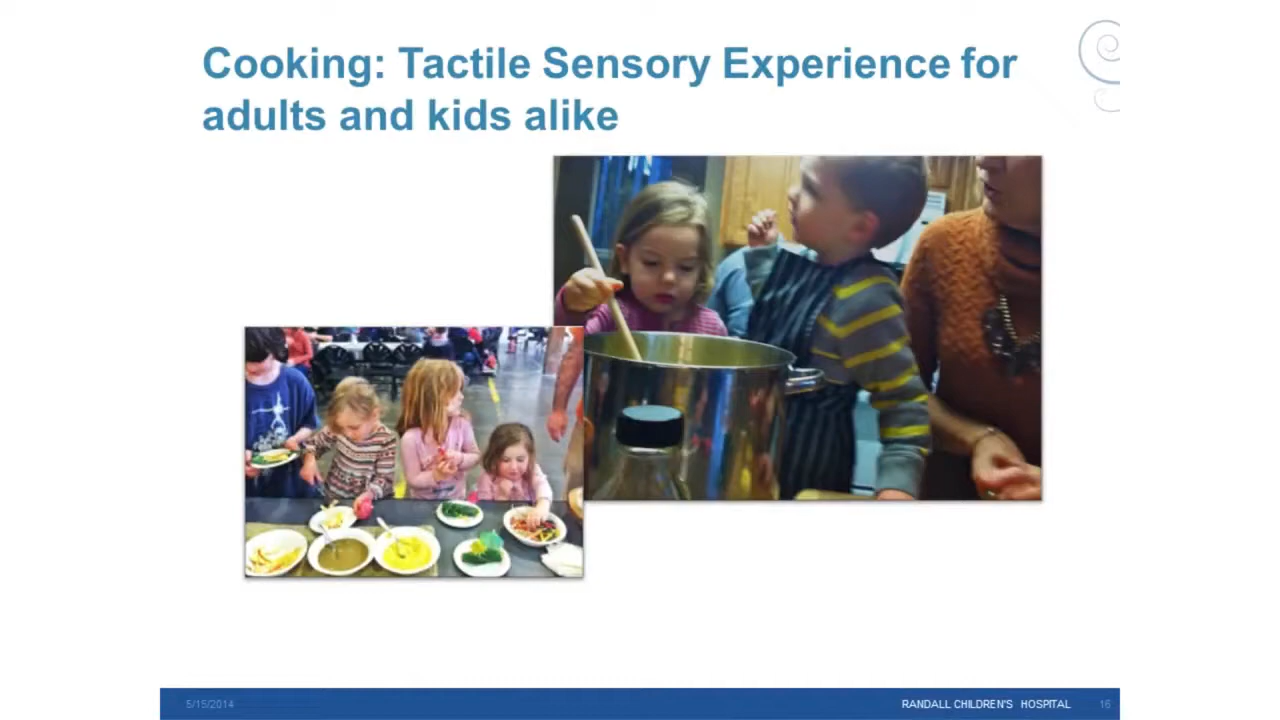 Cooking: Tactile Sensory Experience for
adults and kids alike
5/15/2014
RANDALL CHILDREN'S HOSPITAL
16